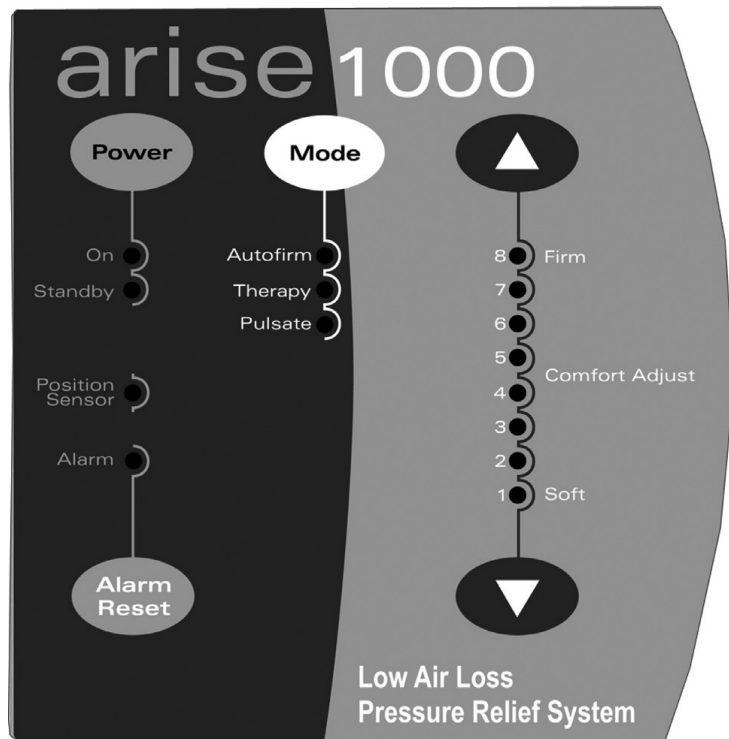 arise 1000
Power
Mode
On
Standby
Position
Sensor
Alarm
Alarm
Reset
Autofirm
Therapy
Pulsate
8 Firm
7
6
5
Comfort Adjust
4
3
2
1 Soft
Low Air Loss
Pressure Relief System